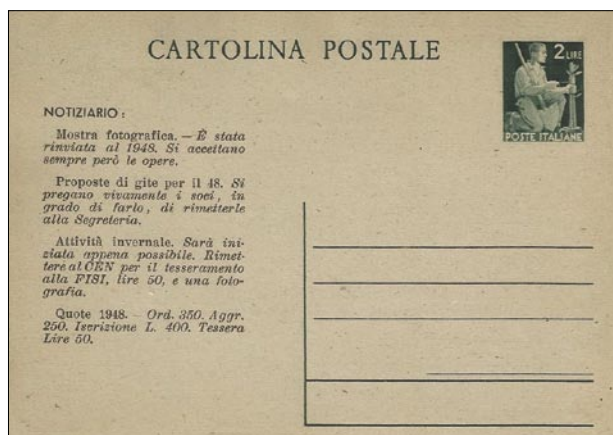 CARTOLINA POSTALE
2 LIRE
POSTE ITALIANE
NOTIZIARIO:
Mostra fotografica. — È stata
rinviata al 1948. Si accettano
sempre però le opere.
Proposte di gite per il 48. Si
pregano vivamente i soci, in
grado di farlo, di rimetterle
alla Segreteria.
Attività invernale. Sarà ini-
ziata appena possibile. Rimet-
tere al CEN per il tesseramento
alla FISI, lire 50, e una foto-
grafia.
Quote 1948. — Ord. 350. Aggr.
250. Iscrizione L. 400. Tessera
Lire 50.